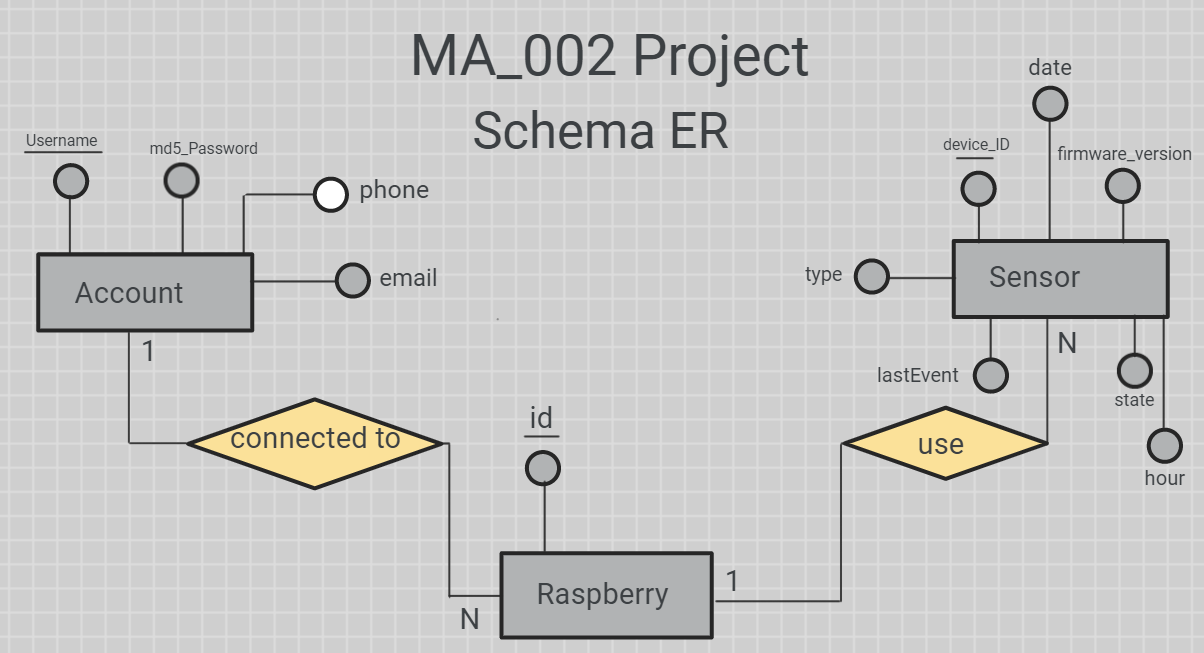 MA_002 Project
Schema ER
date
Username
md5_Password
device_ID
firmware_version
phone
type
Sensor
email
Account
1
N
lastEvent
state
id
connected to
use
hour
Raspberry
1
N